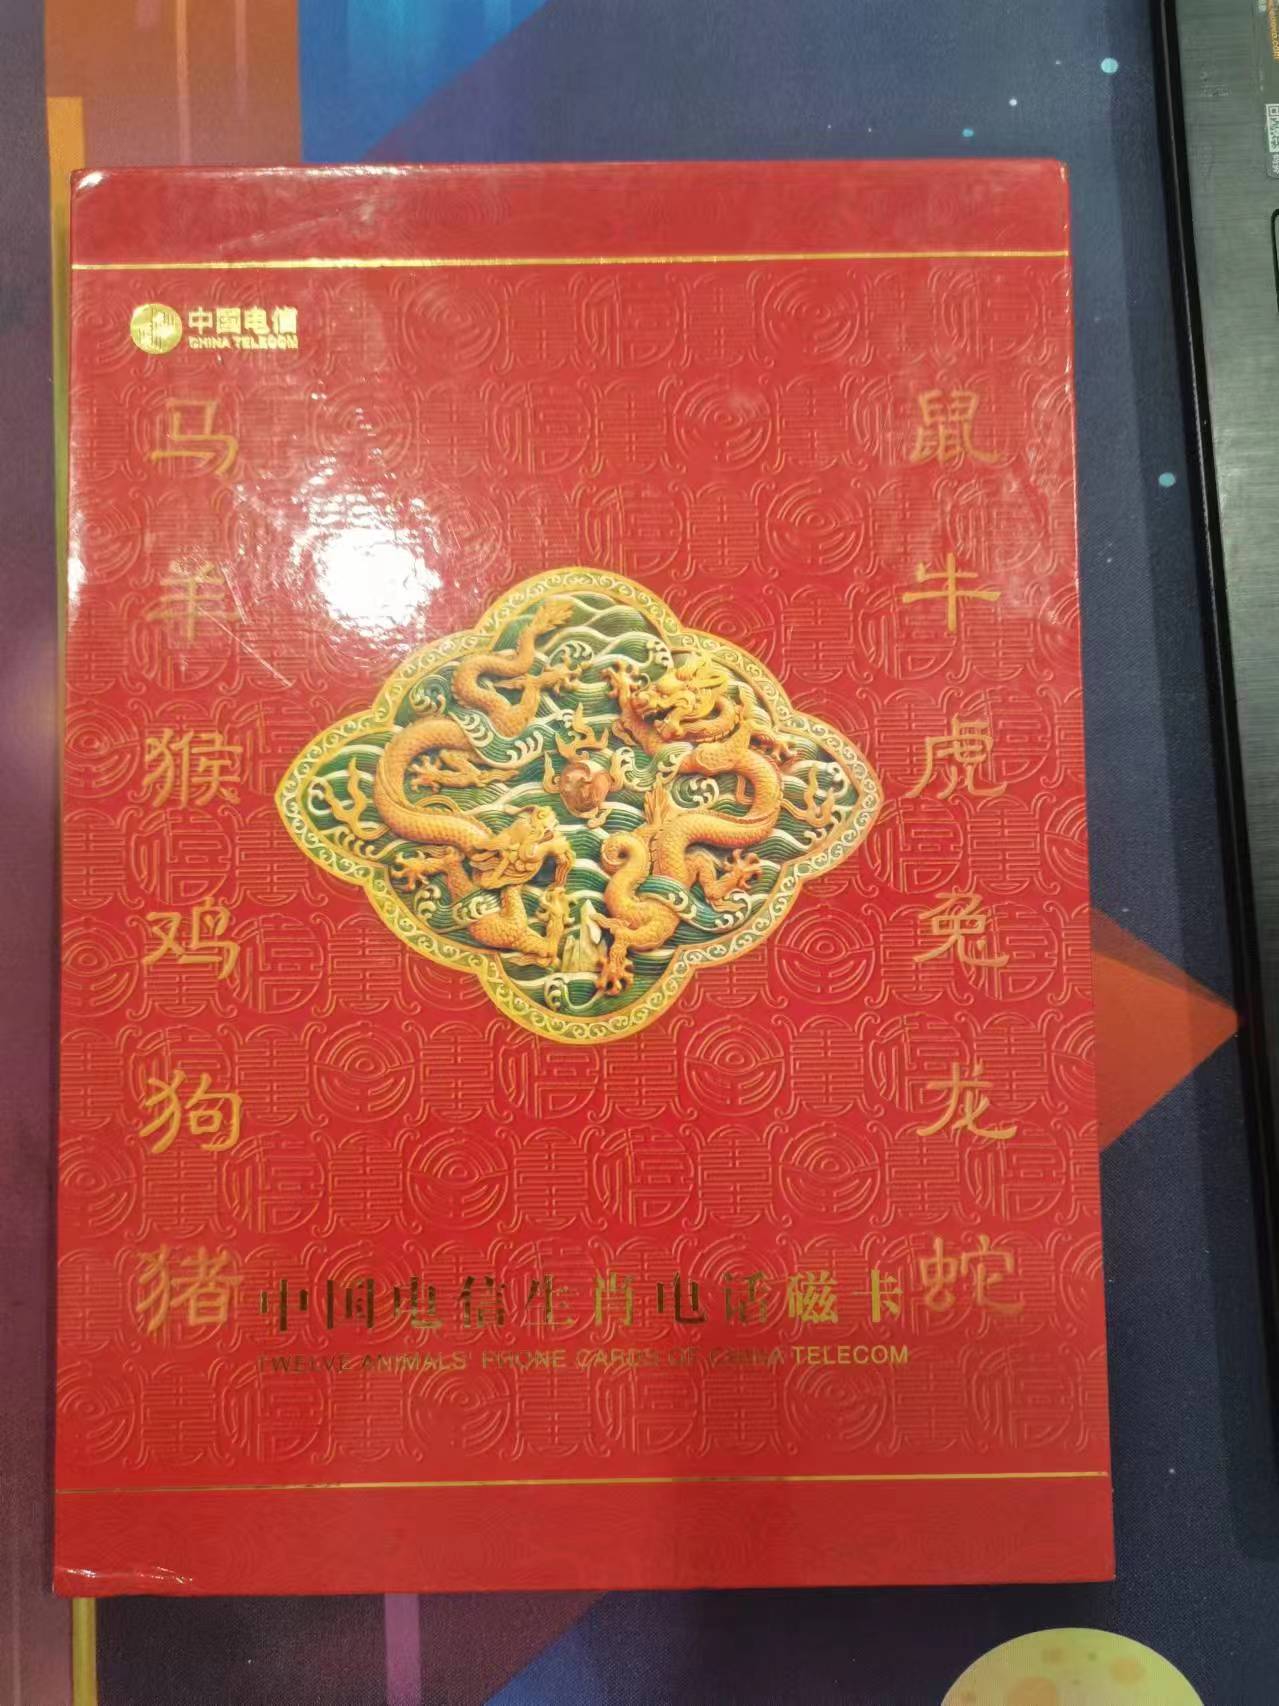 中国电信
CHINA TELECOM
鼠
牛
虎
兔
龙
蛇
马
羊
猴
鸡
狗
猪
中国电信生肖电话磁卡
TWELVE ANIMALS' PHONE CARDS OF CHINA TELECOM